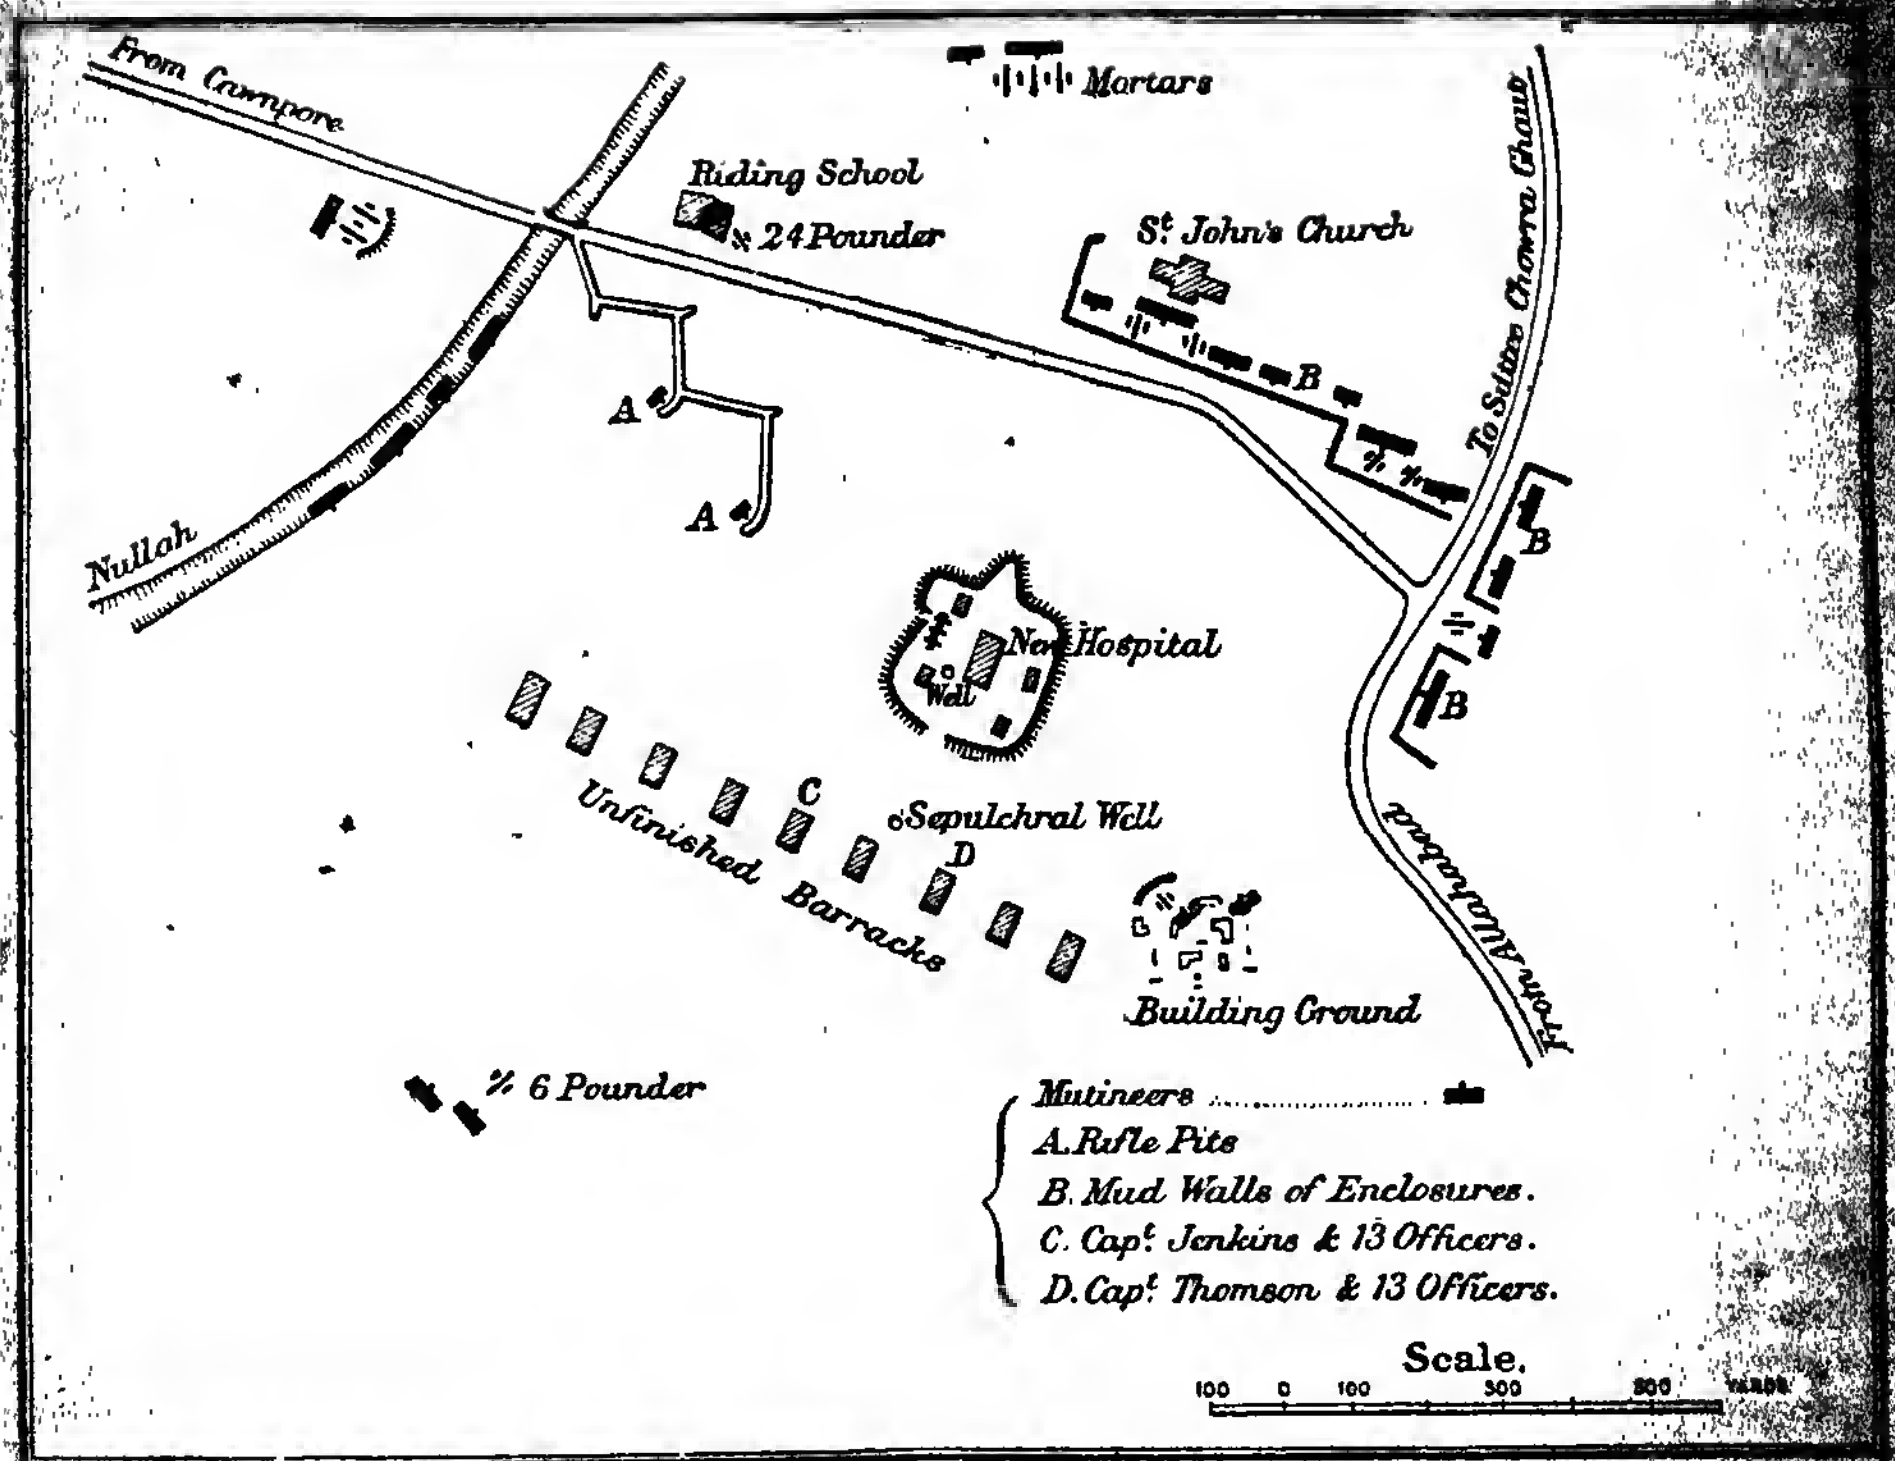 From Cawnpore
Mortars
To Suttee Chowra Ghaut
Riding School
24 Pounder
St. John's Church
B
A
A
B
Nullah
New Hospital
Well
B
C
Unfinished Barracks
Sepulchral Well
D
From Allahabad
Building Ground
6 Pounder
Mutineers
A. Rifle Pits
B. Mud Walls of Enclosures.
C. Capt. Jenkins & 13 Officers.
D. Capt. Thomson & 13 Officers.
Scale.
100 0 100 300 500 YARDS